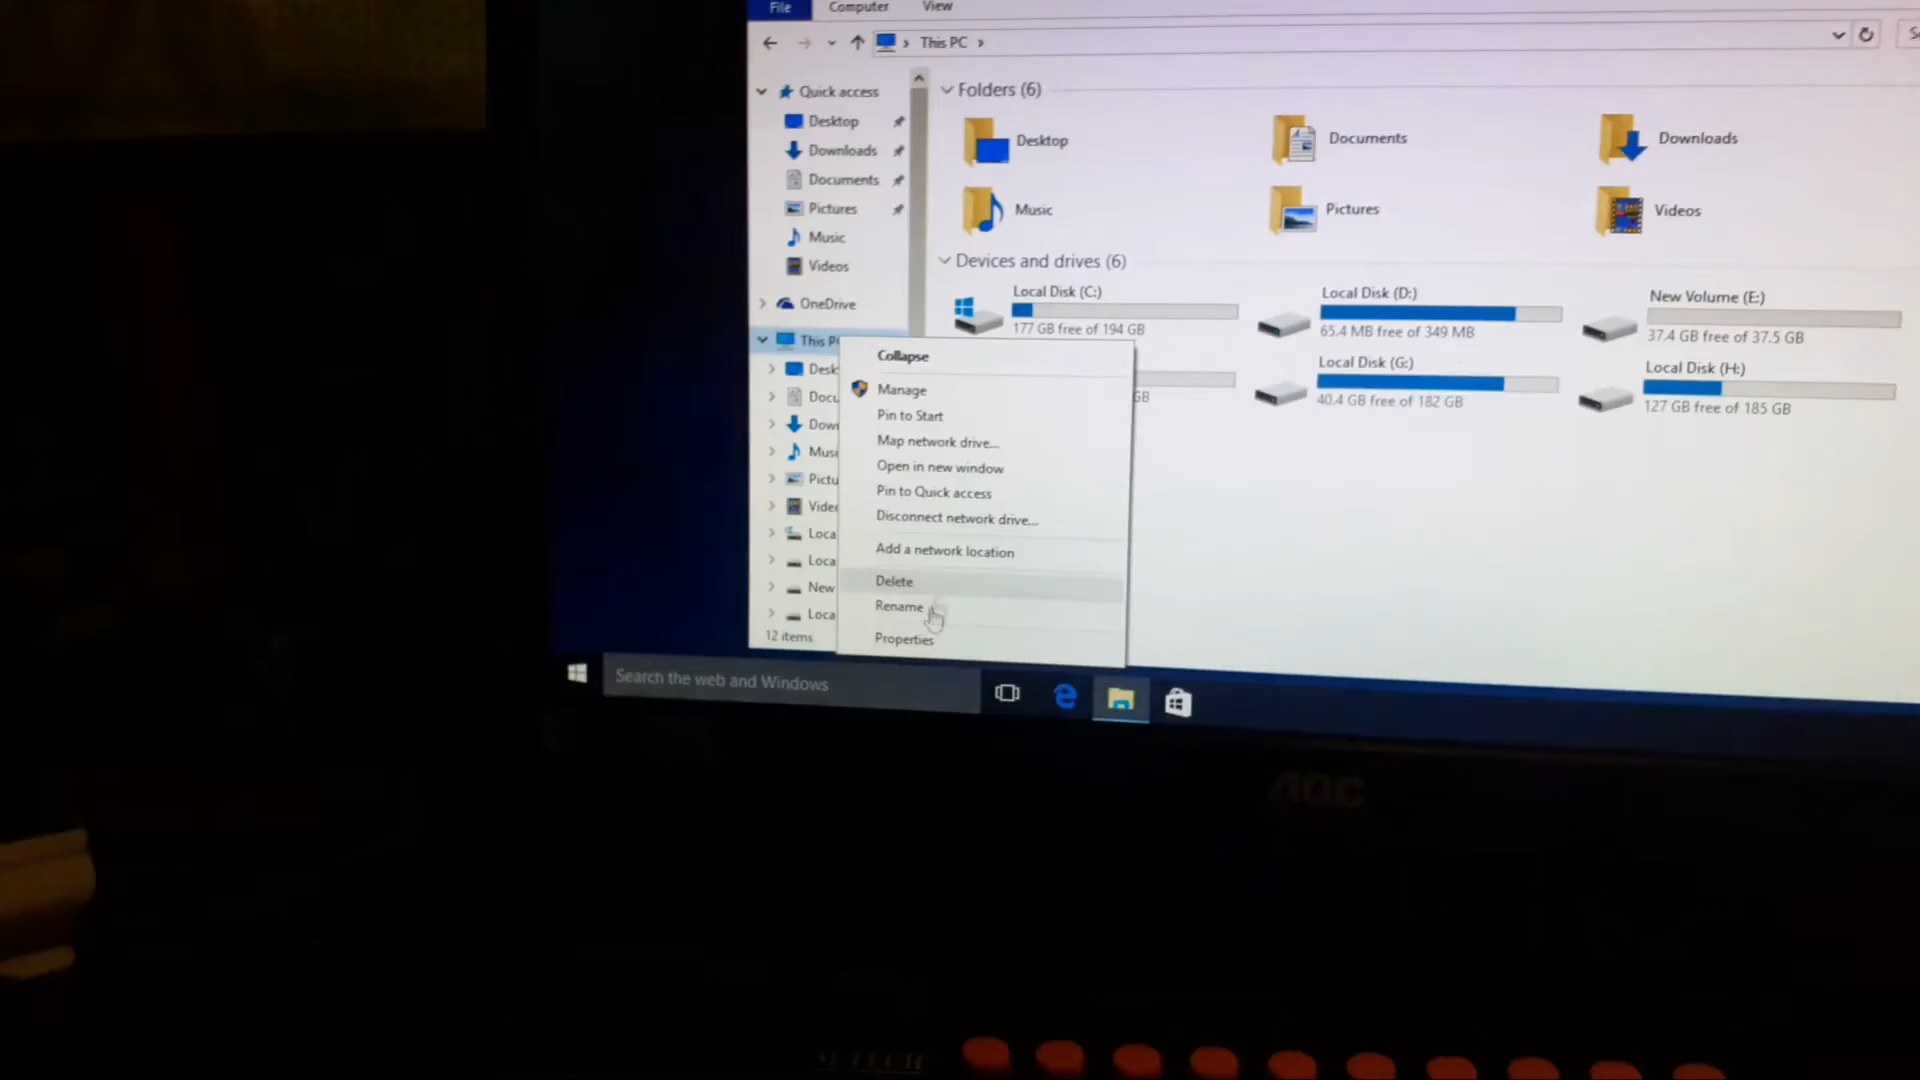 File Computer View
This PC
Quick access
Desktop
Downloads
Documents
Pictures
Music
Videos
OneDrive
This P
Desk
Docu
Dow
Musi
Pictu
Vide
Loca
Loca
New
Loca
12 items
Folders (6)
Desktop
Documents
Downloads
Music
Pictures
Videos
Devices and drives (6)
Local Disk (C:)
177 GB free of 194 GB
Local Disk (D:)
65.4 MB free of 349 MB
New Volume (E:)
37.4 GB free of 37.5 GB
GB
Local Disk (G:)
40.4 GB free of 182 GB
Local Disk (H:)
127 GB free of 185 GB
Collapse
Manage
Pin to Start
Map network drive...
Open in new window
Pin to Quick access
Disconnect network drive...
Add a network location
Delete
Rename
Properties
Search the web and Windows
AOC